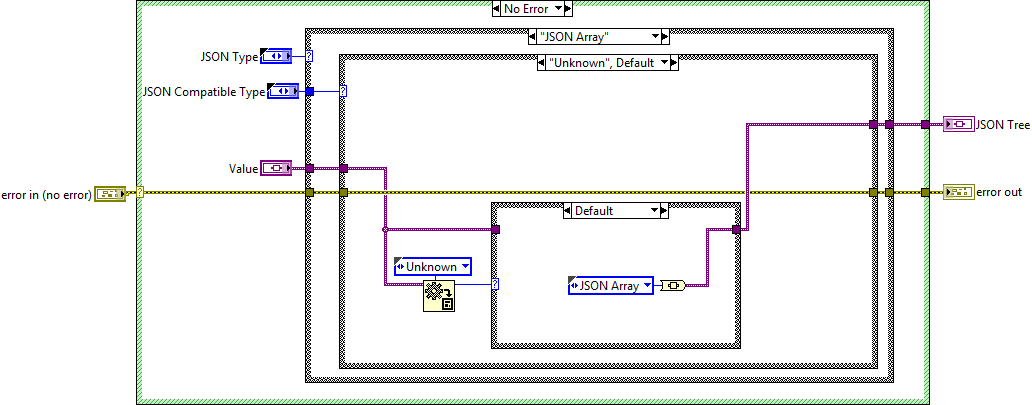 No Error
"JSON Array"
JSON Type
"Unknown", Default
JSON Compatible Type
JSON Tree
Value
error in (no error)
error out
Default
Unknown
JSON Array